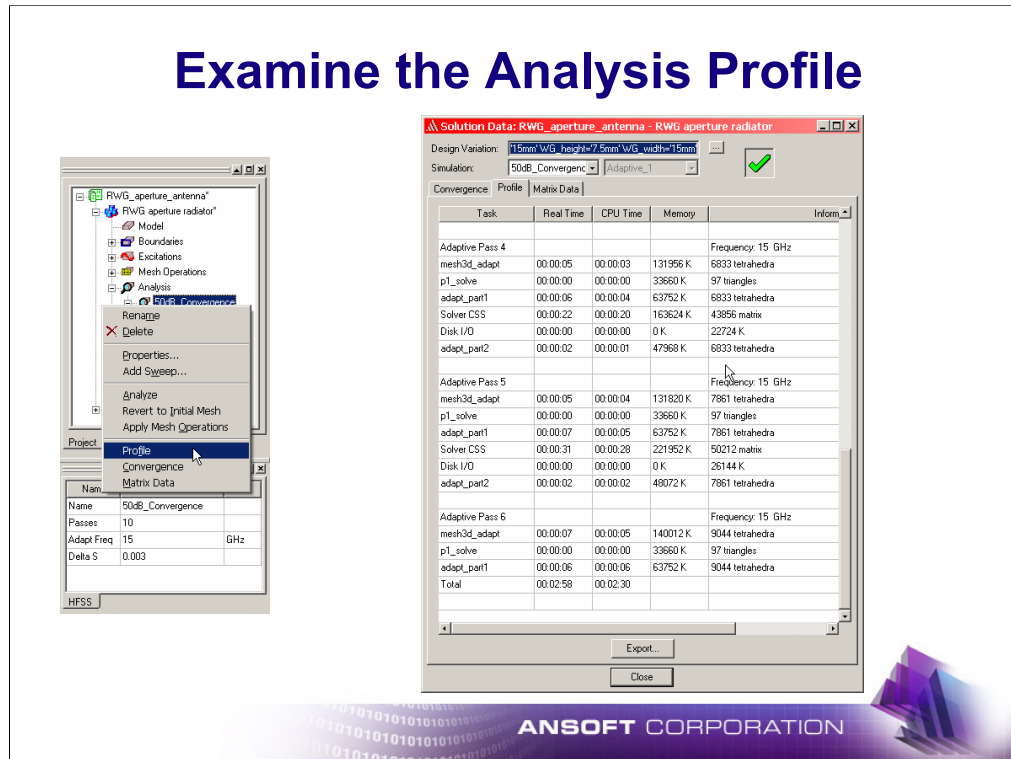 Examine the Analysis Profile
RWG_aperture_antenna*
RWG aperture radiator*
Model
Boundaries
Excitations
Mesh Operations
Analysis
50dB_Convergence
Rename
Delete
Properties...
Add Sweep...
Analyze
Revert to Initial Mesh
Apply Mesh Operations
Profile
Convergence
Matrix Data
Project
Nam
Name 50dB_Convergence
Passes 10
Adapt Freq 15 GHz
Delta S 0.003
HFSS
Solution Data: RWG_aperture_antenna - RWG aperture radiator
Design Variation: '15mm' WG_height='7.5mm' WG_width='15mm' ...
Simulation: 50dB_Convergenc Adaptive_1
Convergence Profile Matrix Data
Task Real Time CPU Time Memory Inform
Adaptive Pass 4 Frequency: 15 GHz
mesh3d_adapt 00:00:05 00:00:03 131956 K 6833 tetrahedra
p1_solve 00:00:00 00:00:00 33660 K 97 triangles
adapt_part1 00:00:06 00:00:04 63752 K 6833 tetrahedra
Solver CSS 00:00:22 00:00:20 163624 K 43856 matrix
Disk I/O 00:00:00 00:00:00 0 K 22724 K
adapt_part2 00:00:02 00:00:01 47968 K 6833 tetrahedra
Adaptive Pass 5 Frequency: 15 GHz
mesh3d_adapt 00:00:05 00:00:04 131820 K 7861 tetrahedra
p1_solve 00:00:00 00:00:00 33660 K 97 triangles
adapt_part1 00:00:07 00:00:05 63752 K 7861 tetrahedra
Solver CSS 00:00:31 00:00:28 221952 K 50212 matrix
Disk I/O 00:00:00 00:00:00 0 K 26144 K
adapt_part2 00:00:02 00:00:02 48072 K 7861 tetrahedra
Adaptive Pass 6 Frequency: 15 GHz
mesh3d_adapt 00:00:07 00:00:05 140012 K 9044 tetrahedra
p1_solve 00:00:00 00:00:00 33660 K 97 triangles
adapt_part1 00:00:06 00:00:06 63752 K 9044 tetrahedra
Total 00:02:58 00:02:30
Export...
Close
ANSOFT CORPORATION